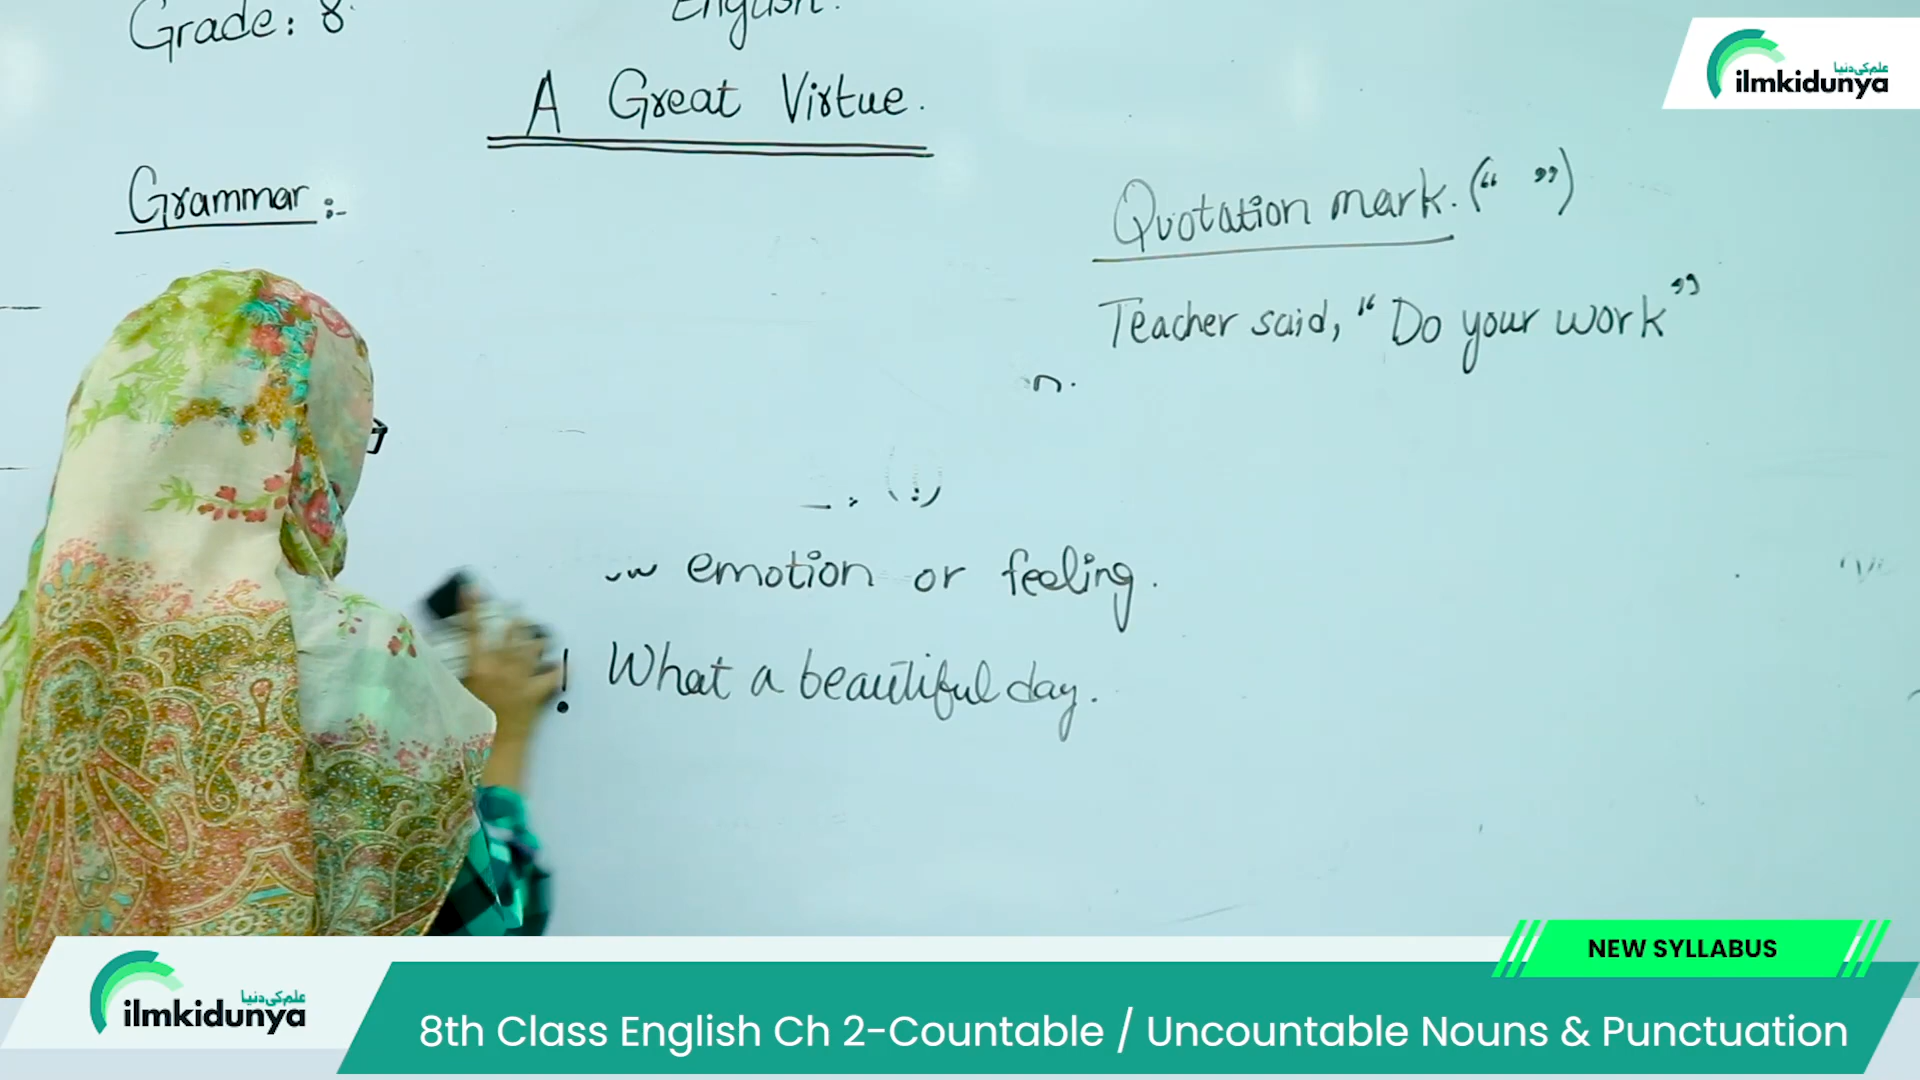 Grade: 8.
English.
علم کی دنیا
ilmkidunya
A Great Virtue.
Grammar :-
Quotation mark. (“ ”)
Teacher said, “Do your work”
n.
(!)
emotion or feeling.
! What a beautiful day.
NEW SYLLABUS
علم کی دنیا
ilmkidunya
8th Class English Ch 2-Countable / Uncountable Nouns & Punctuation